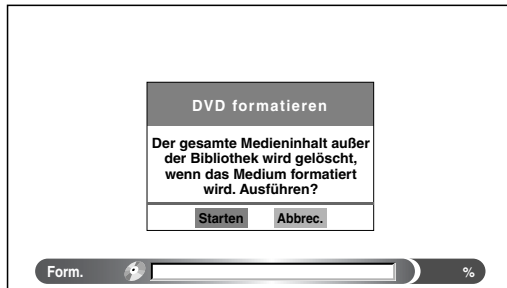 DVD formatieren
Der gesamte Medieninhalt außer
der Bibliothek wird gelöscht,
wenn das Medium formatiert
wird. Ausführen?
Starten Abbrec.
Form. %